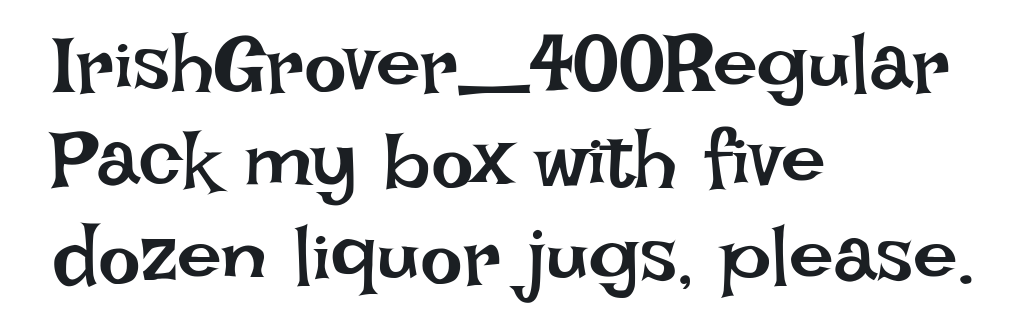 IrishGrover_400Regular
Pack my box with five
dozen liquor jugs, please.